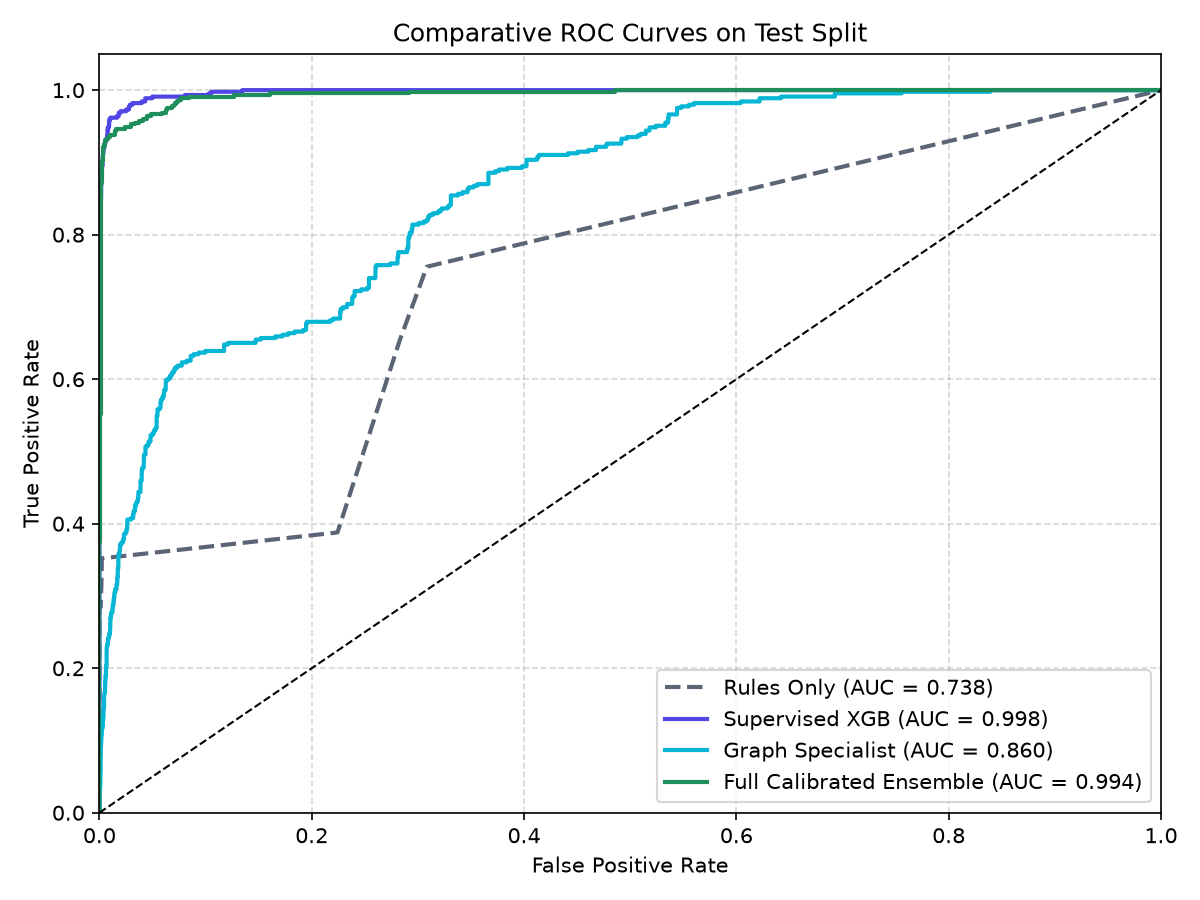 Comparative ROC Curves on Test Split
True Positive Rate
1.0
0.8
0.6
0.4
0.2
0.0
0.0 0.2 0.4 0.6 0.8 1.0
False Positive Rate
Rules Only (AUC = 0.738)
Supervised XGB (AUC = 0.998)
Graph Specialist (AUC = 0.860)
Full Calibrated Ensemble (AUC = 0.994)